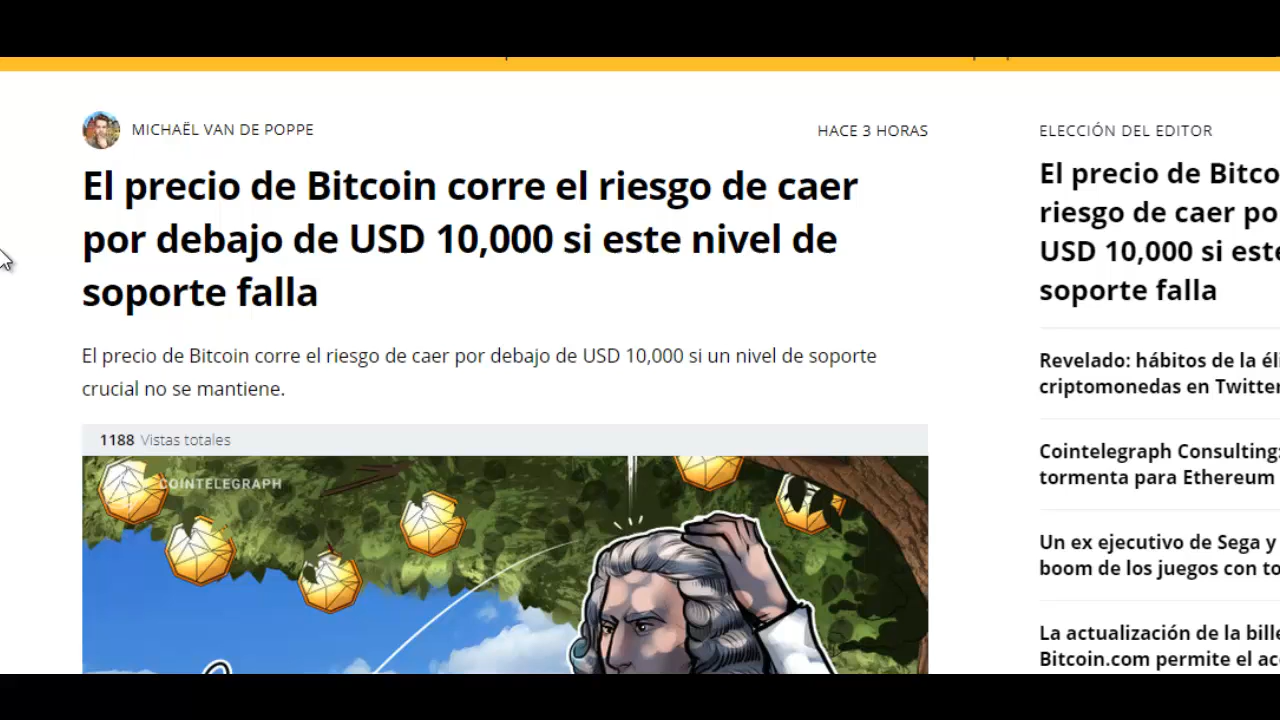 MICHAËL VAN DE POPPE
HACE 3 HORAS
El precio de Bitcoin corre el riesgo de caer
por debajo de USD 10,000 si este nivel de
soporte falla
El precio de Bitcoin corre el riesgo de caer por debajo de USD 10,000 si un nivel de soporte
crucial no se mantiene.
1188 Vistas totales
COINTELEGRAPH
ELECCIÓN DEL EDITOR
El precio de Bitco
riesgo de caer po
USD 10,000 si este
soporte falla
Revelado: hábitos de la éli
criptomonedas en Twitter
Cointelegraph Consulting:
tormenta para Ethereum
Un ex ejecutivo de Sega y
boom de los juegos con to
La actualización de la bille
Bitcoin.com permite el ac